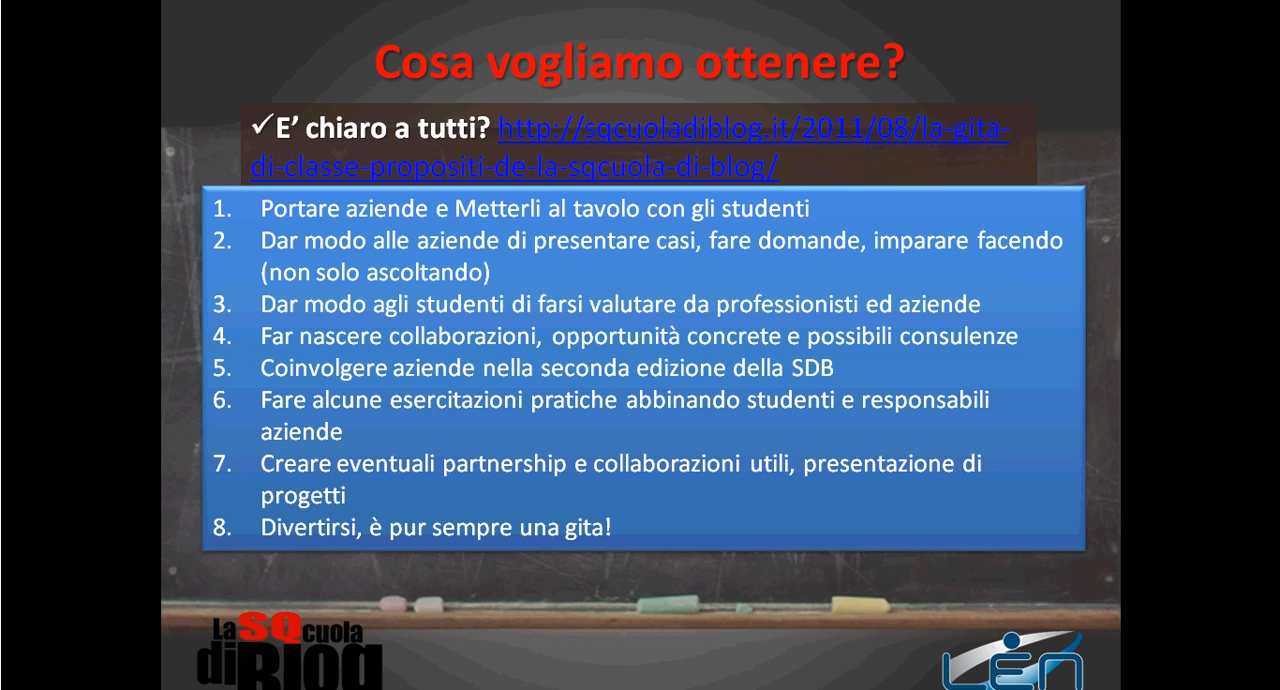 Cosa vogliamo ottenere?
✓E' chiaro a tutti? http://sqcuoladiblog.it/2011/08/la-gita-
di-classe-propositi-de-la-sqcuola-di-blog/
1. Portare aziende e Metterli al tavolo con gli studenti
2. Dar modo alle aziende di presentare casi, fare domande, imparare facendo
(non solo ascoltando)
3. Dar modo agli studenti di farsi valutare da professionisti ed aziende
4. Far nascere collaborazioni, opportunità concrete e possibili consulenze
5. Coinvolgere aziende nella seconda edizione della SDB
6. Fare alcune esercitazioni pratiche abbinando studenti e responsabili
aziende
7. Creare eventuali partnership e collaborazioni utili, presentazione di
progetti
8. Divertirsi, è pur sempre una gita!
La SQcuola
di Blog
LEN